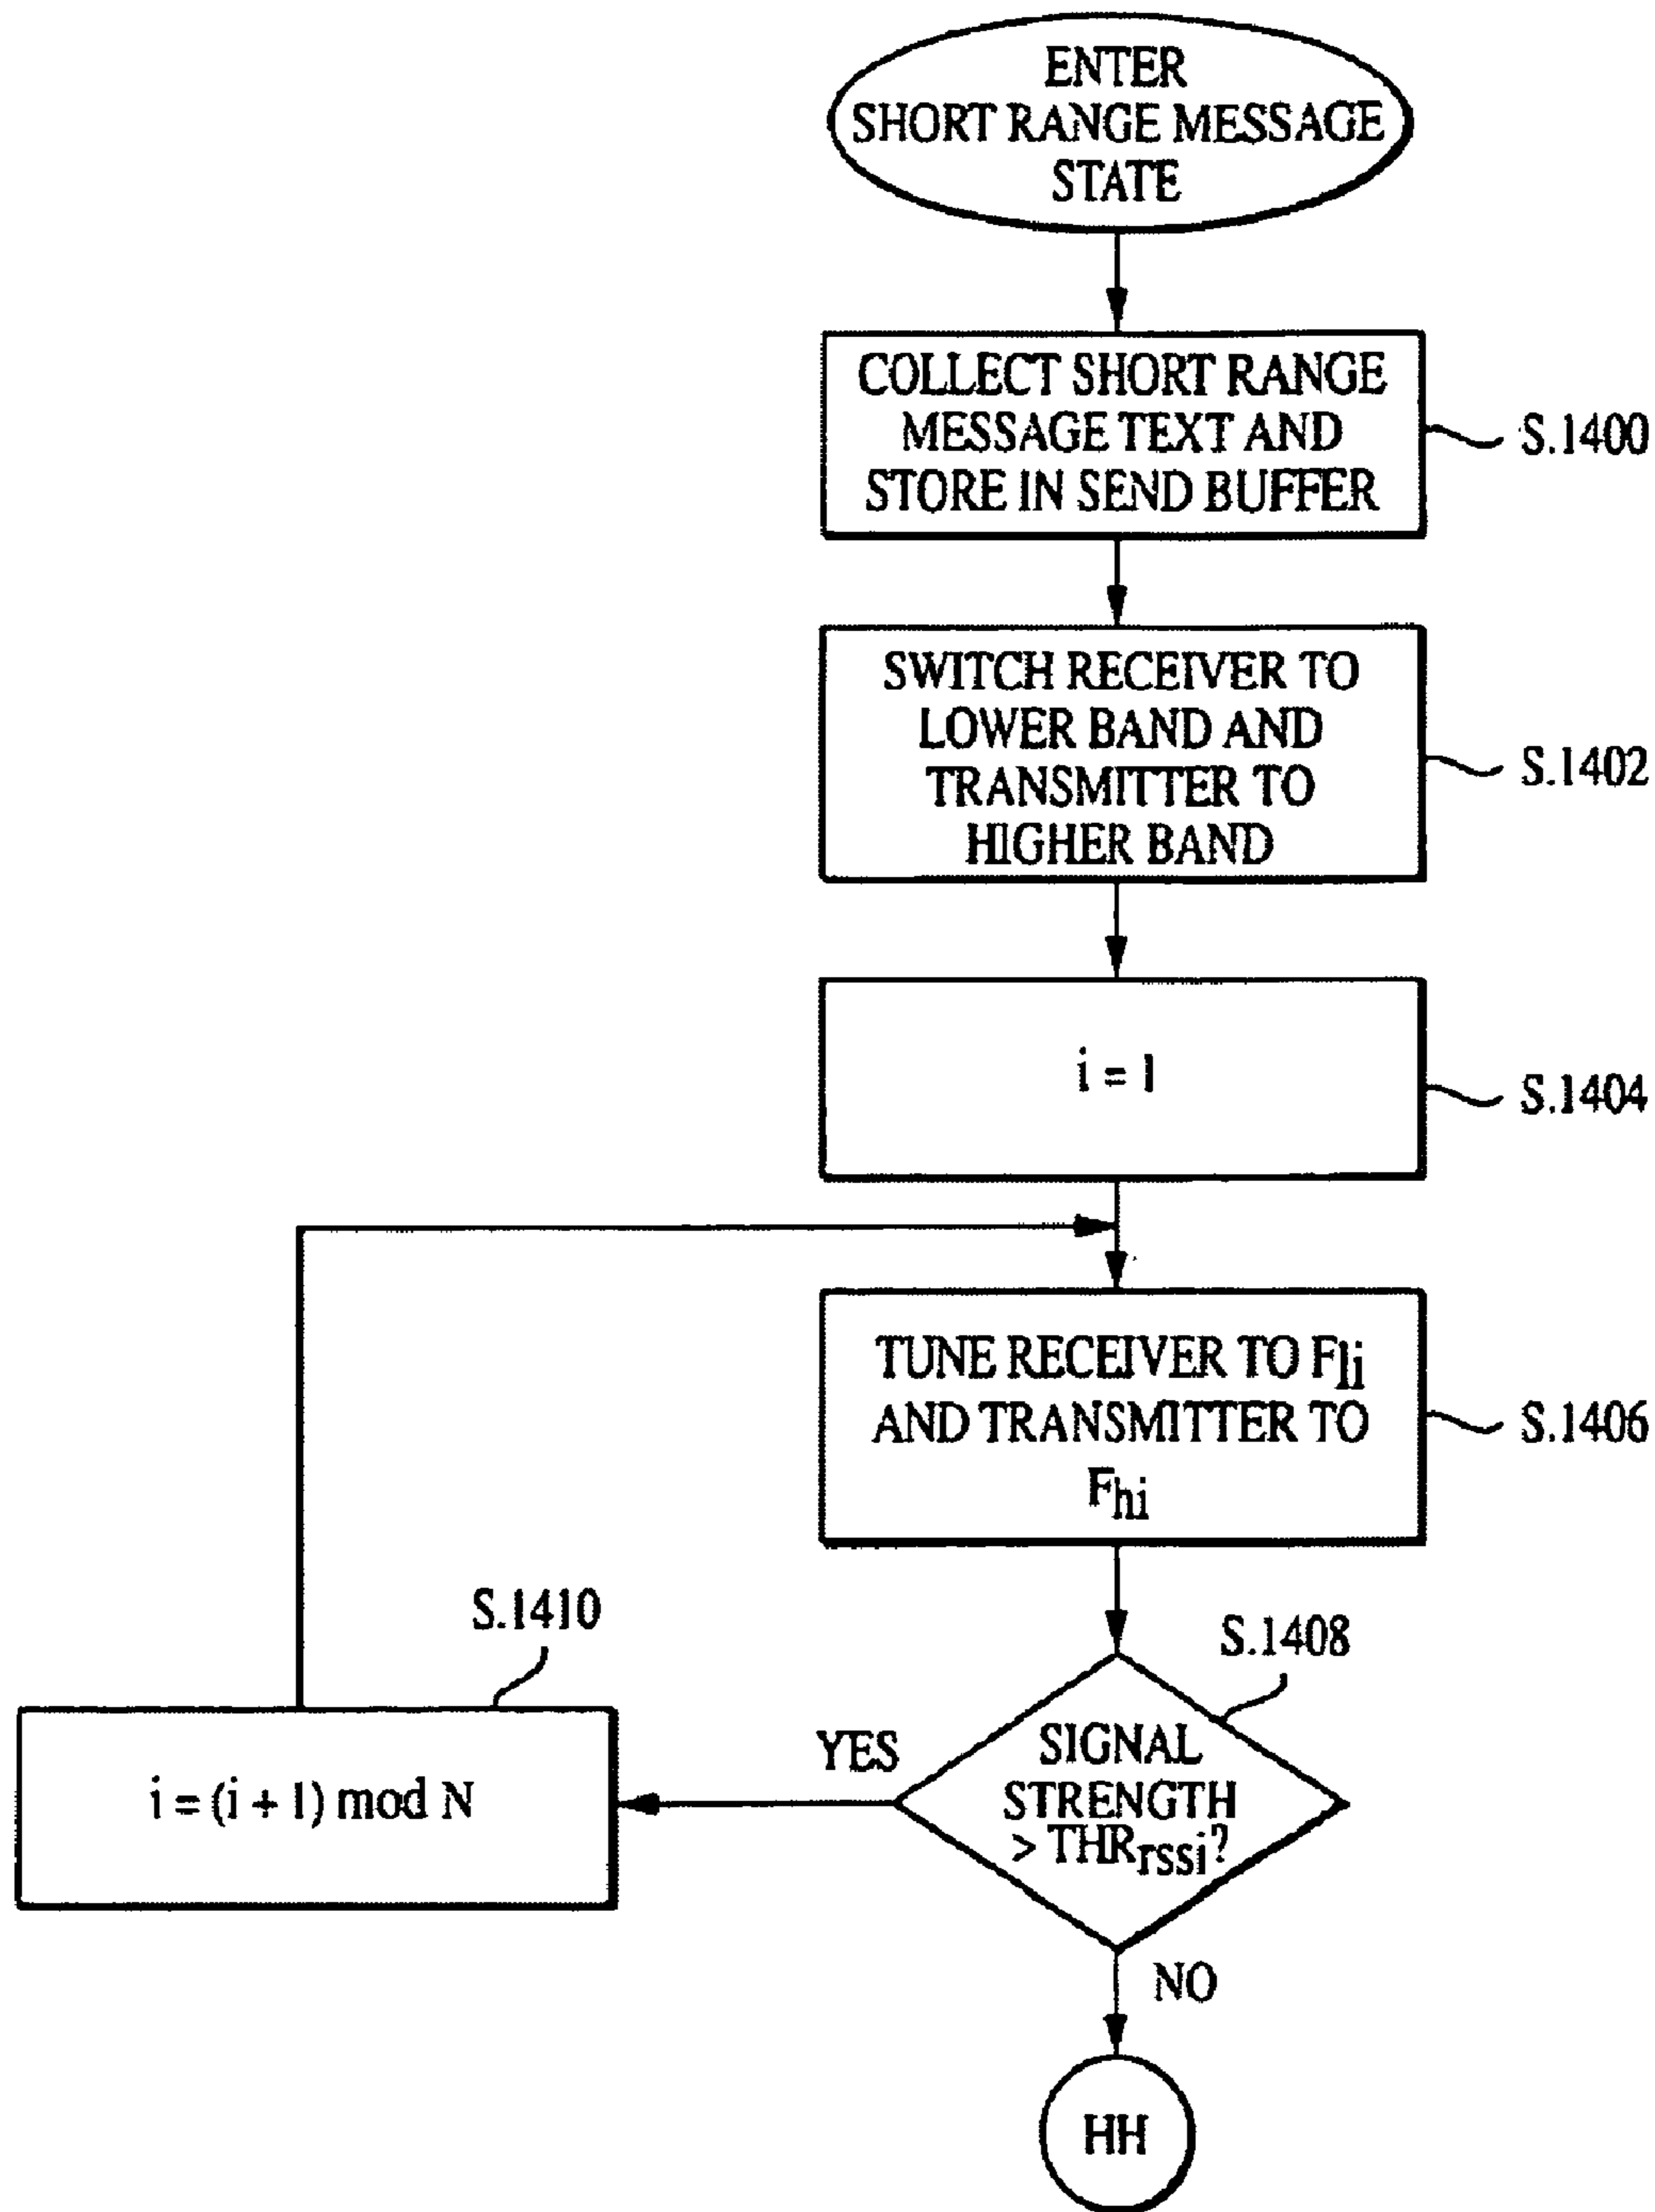 ENTER
SHORT RANGE MESSAGE
STATE
COLLECT SHORT RANGE
MESSAGE TEXT AND
STORE IN SEND BUFFER
S.1400
SWITCH RECEIVER TO
LOWER BAND AND
TRANSMITTER TO
HIGHER BAND
S.1402
i = 1
S.1404
TUNE RECEIVER TO Fli
AND TRANSMITTER TO
Fhi
S.1406
S.1410
S.1408
i = (i + 1) mod N
YES
SIGNAL
STRENGTH
> THRrssi?
NO
HH